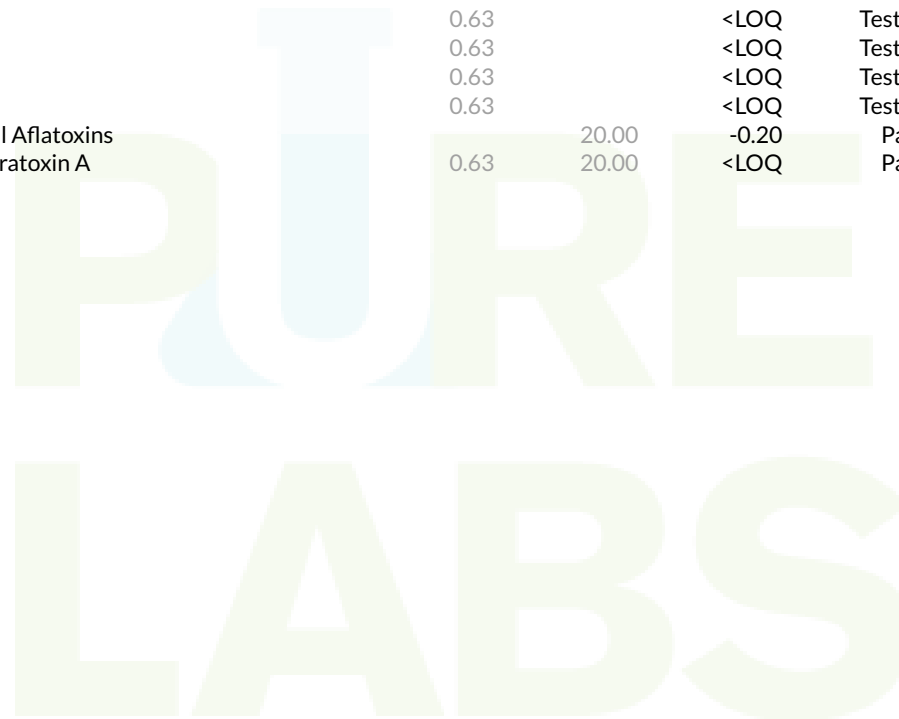 0.63 <LOQ Test
0.63 <LOQ Test
0.63 <LOQ Test
0.63 <LOQ Test
l Aflatoxins 20.00 -0.20 Pa
ratoxin A 0.63 20.00 <LOQ Pa
PURE
LABS